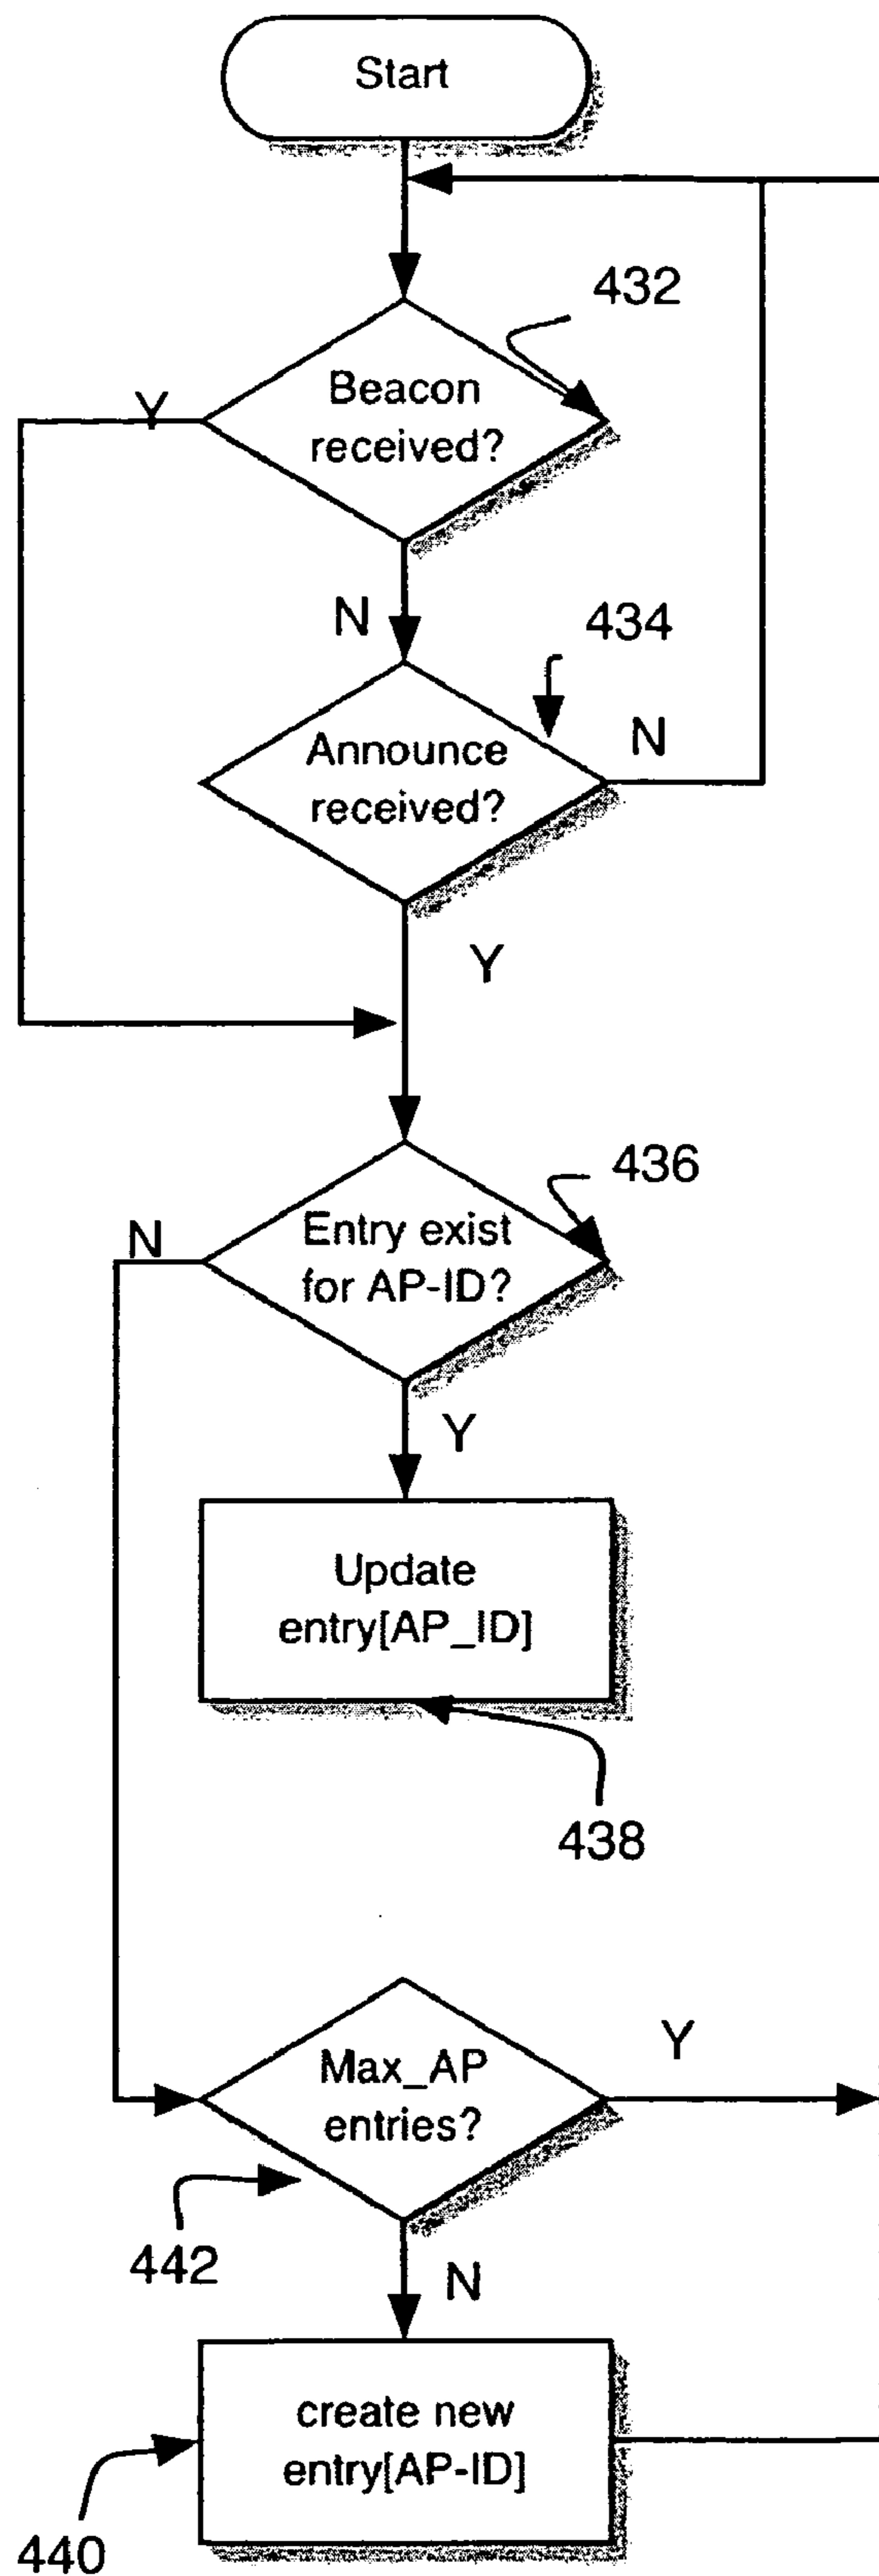 Start
432
Y
Beacon
received?
N
434
Announce
received?
N
Y
436
N
Entry exist
for AP-ID?
Y
Update
entry[AP_ID]
438
Max_AP
entries?
Y
442
N
create new
entry[AP-ID]
440